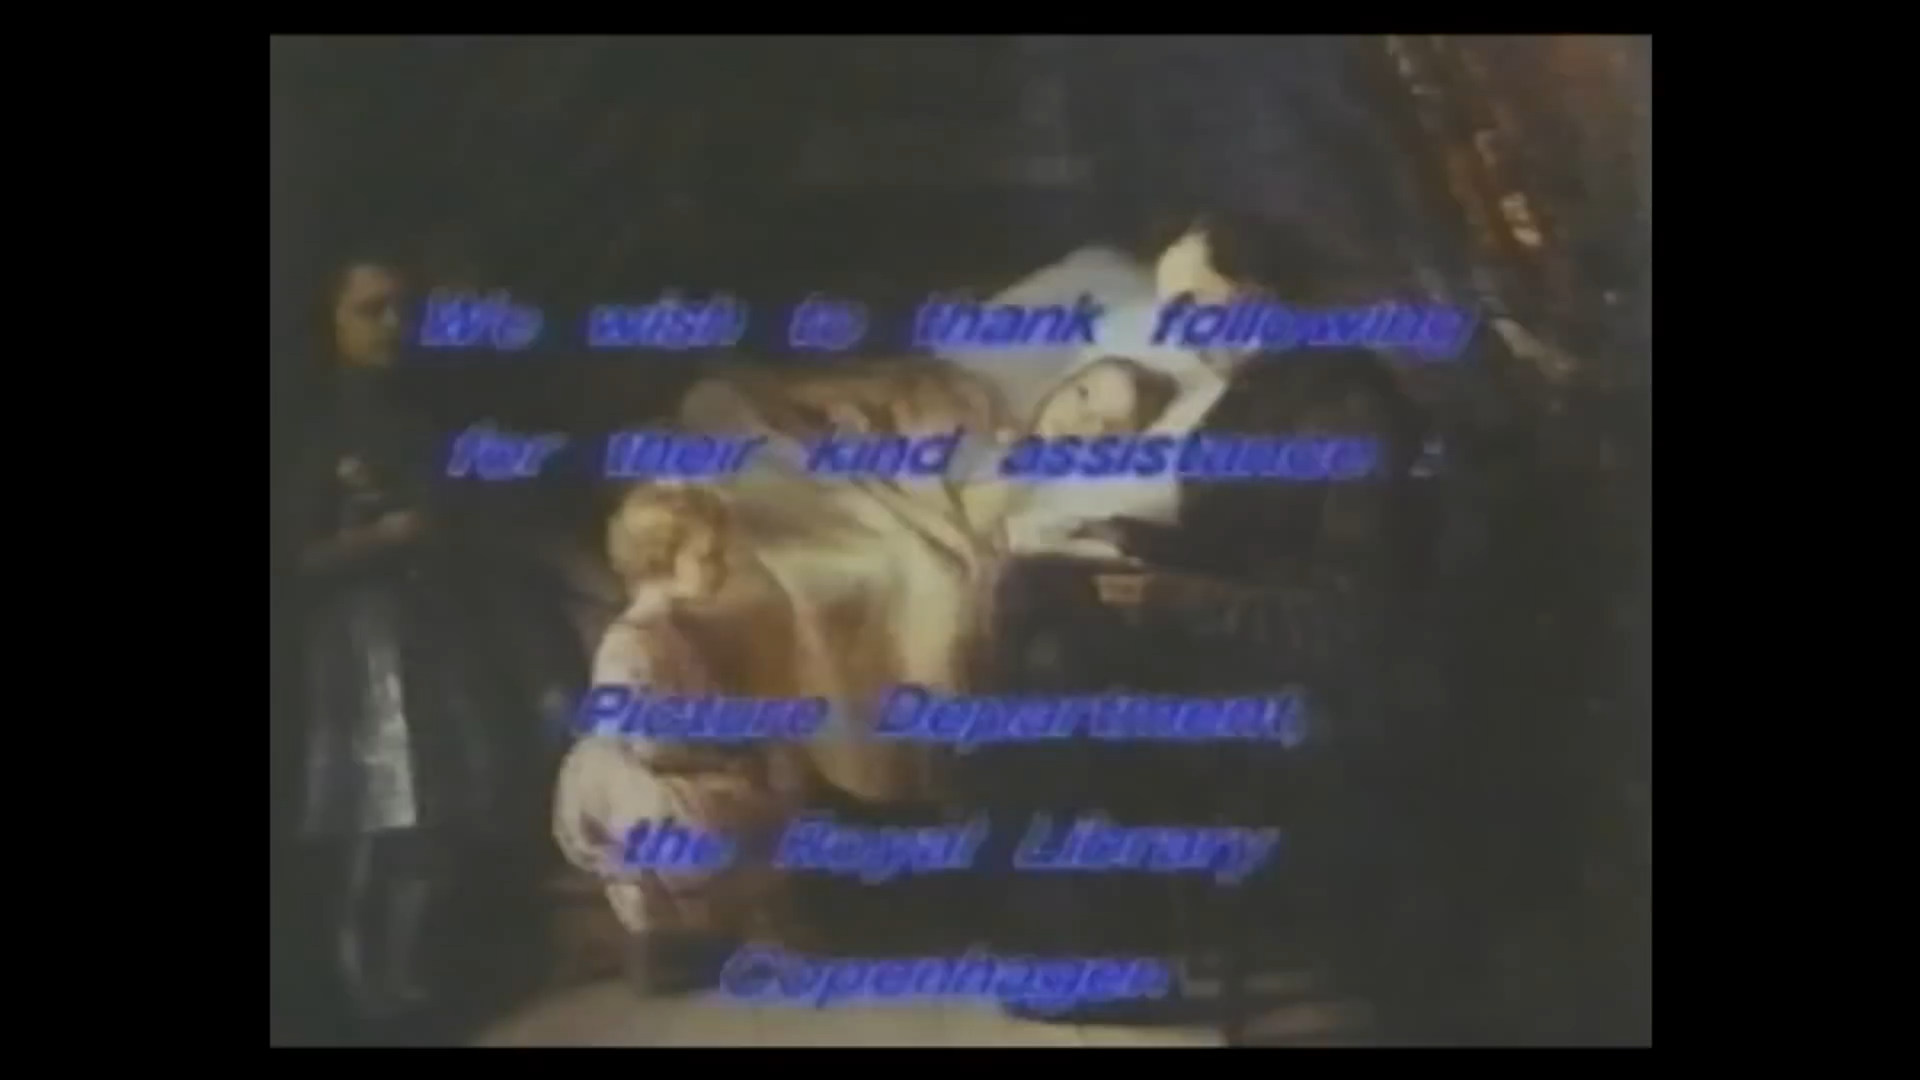 We wish to thank following
for their kind assistance :
Picture Department,
the Royal Library
Copenhagen